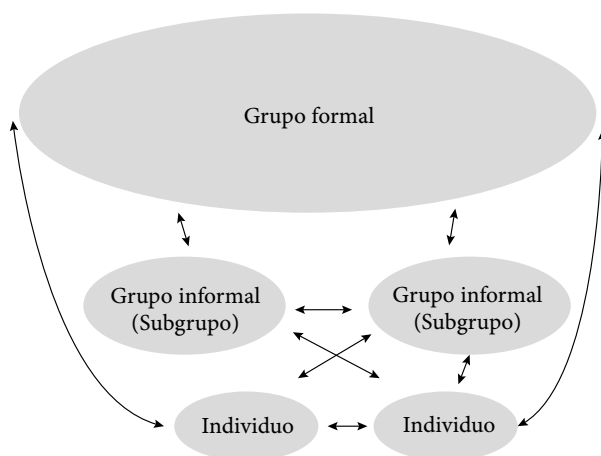 Grupo formal
Grupo informal
(Subgrupo)
Grupo informal
(Subgrupo)
Individuo
Individuo